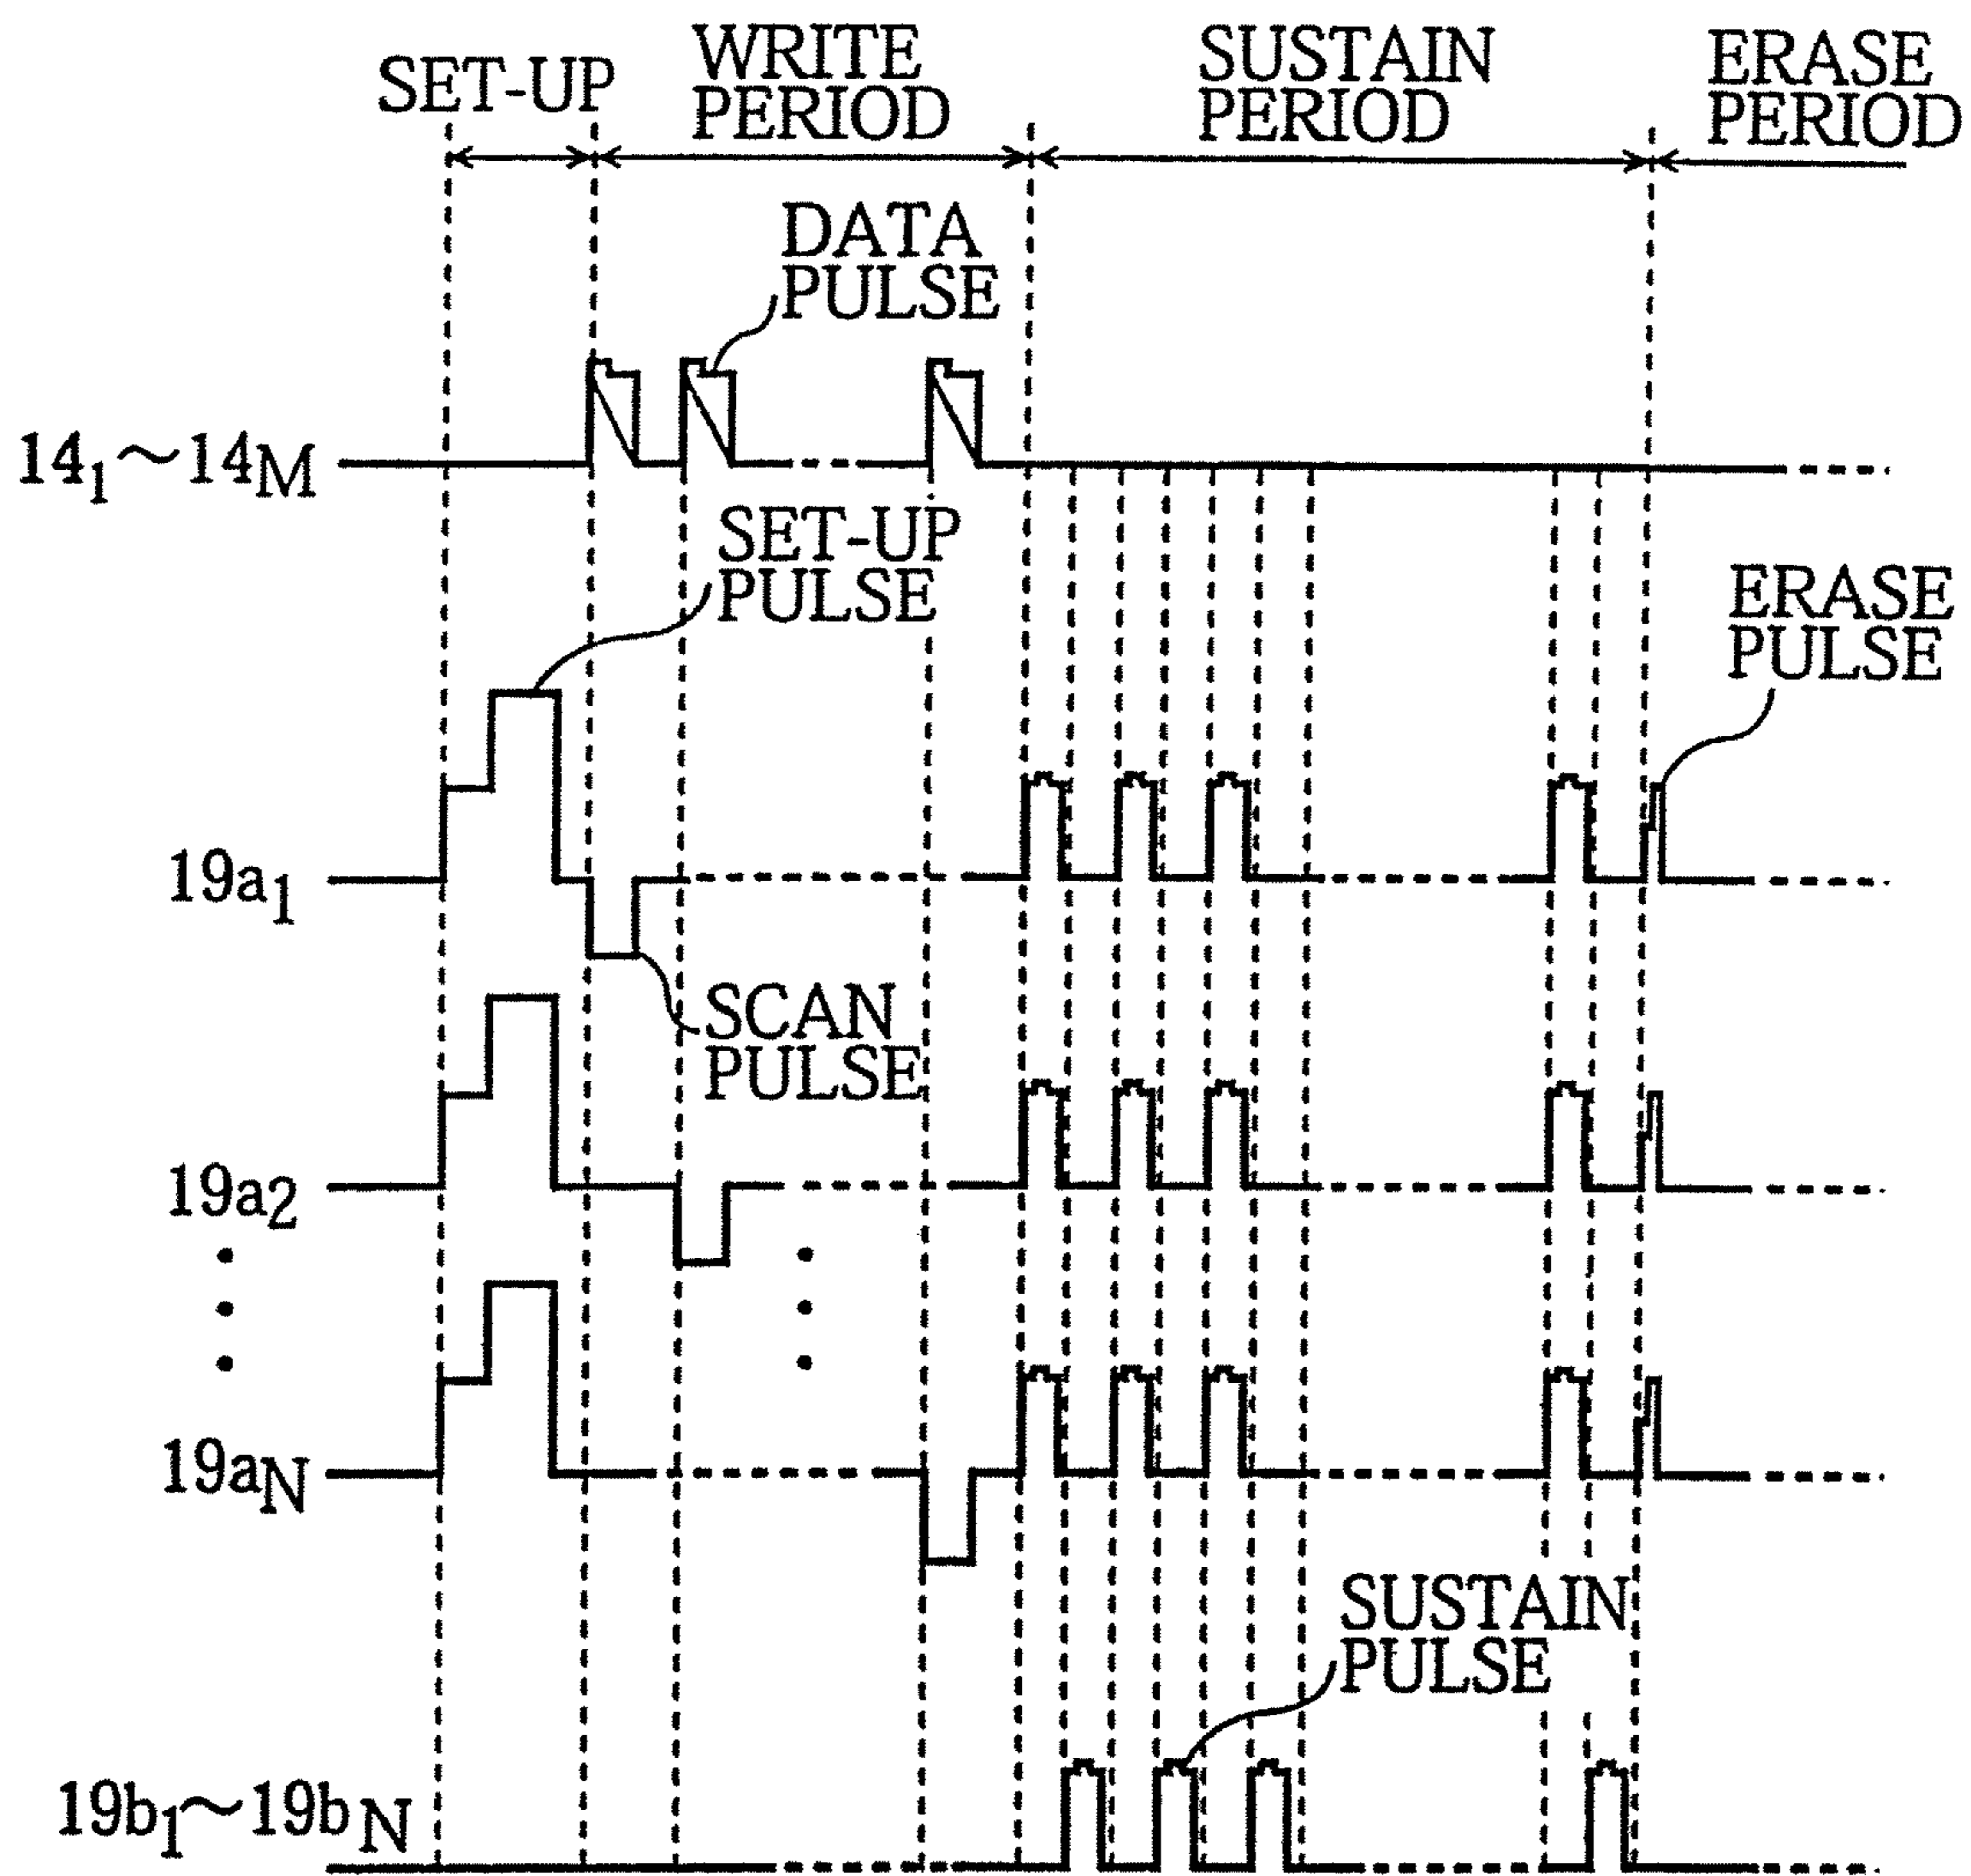 SET-UP
WRITE
PERIOD
SUSTAIN
PERIOD
ERASE
PERIOD
DATA
PULSE
14₁~14M
SET-UP
PULSE
ERASE
PULSE
19a₁
SCAN
PULSE
19a₂
19aN
SUSTAIN
PULSE
19b₁~19bN